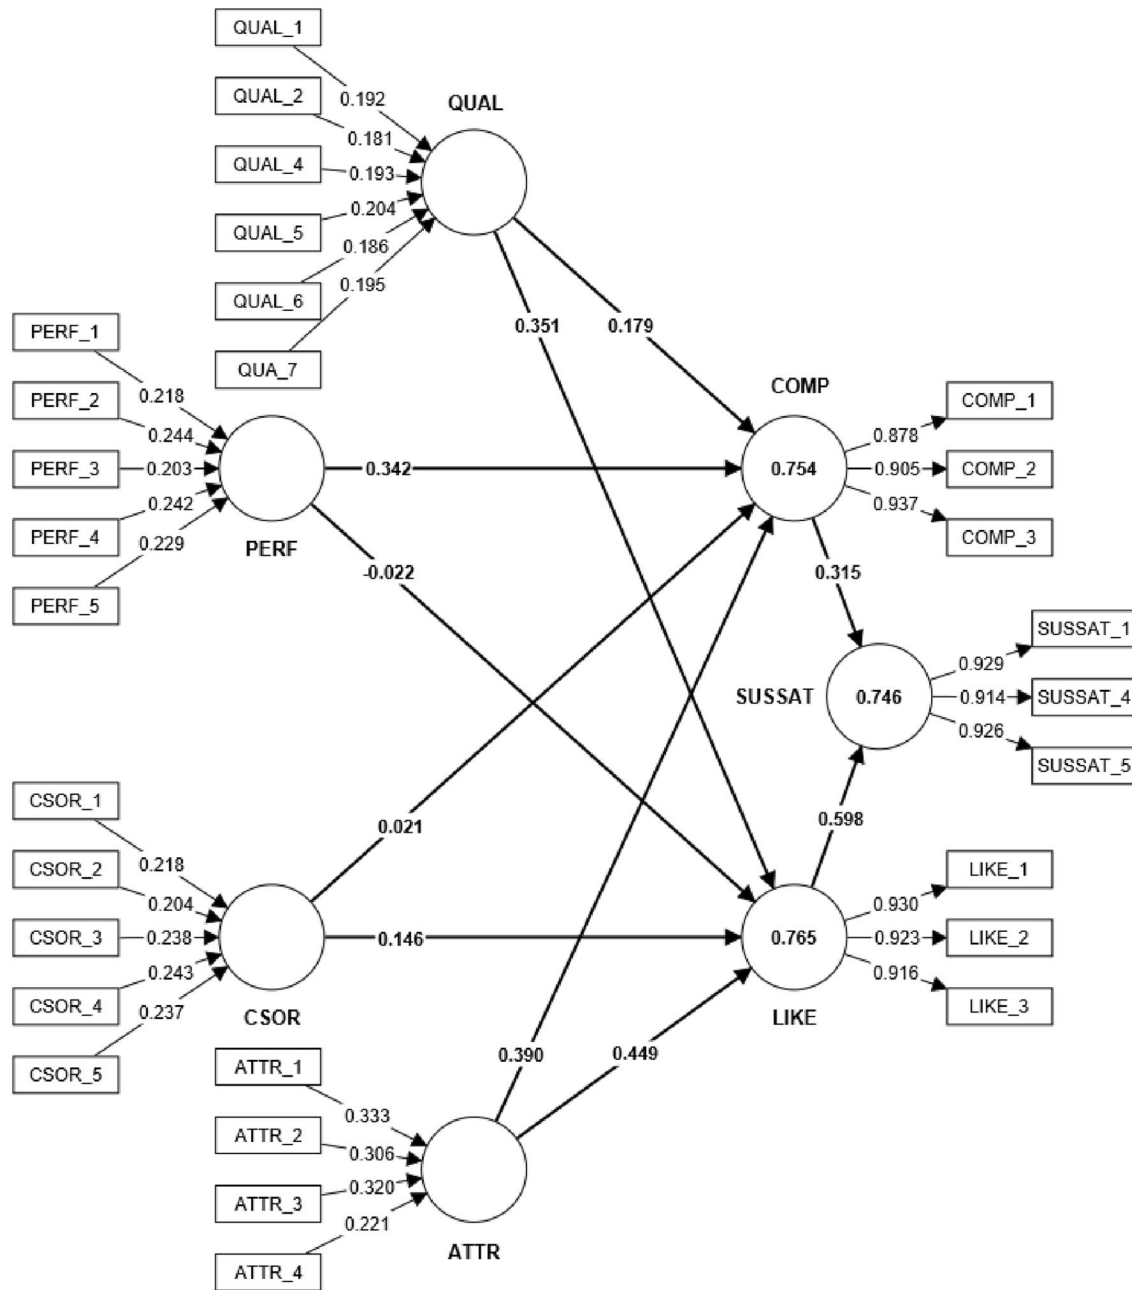 QUAL_1
QUAL_2
QUAL_4
QUAL_5
QUAL_6
QUA_7
0.192
0.181
0.193
0.204
0.186
0.195
QUAL
0.351
0.179
PERF_1
PERF_2
PERF_3
PERF_4
PERF_5
0.218
0.244
0.203
0.242
0.229
PERF
0.342
-0.022
COMP
0.754
0.878
0.905
0.937
COMP_1
COMP_2
COMP_3
0.315
SUSSAT
0.746
0.929
0.914
0.926
SUSSAT_1
SUSSAT_4
SUSSAT_5
0.598
CSOR_1
CSOR_2
CSOR_3
CSOR_4
CSOR_5
0.218
0.204
0.238
0.243
0.237
CSOR
0.021
0.146
LIKE
0.765
0.930
0.923
0.916
LIKE_1
LIKE_2
LIKE_3
ATTR_1
ATTR_2
ATTR_3
ATTR_4
0.333
0.306
0.320
0.221
ATTR
0.390
0.449